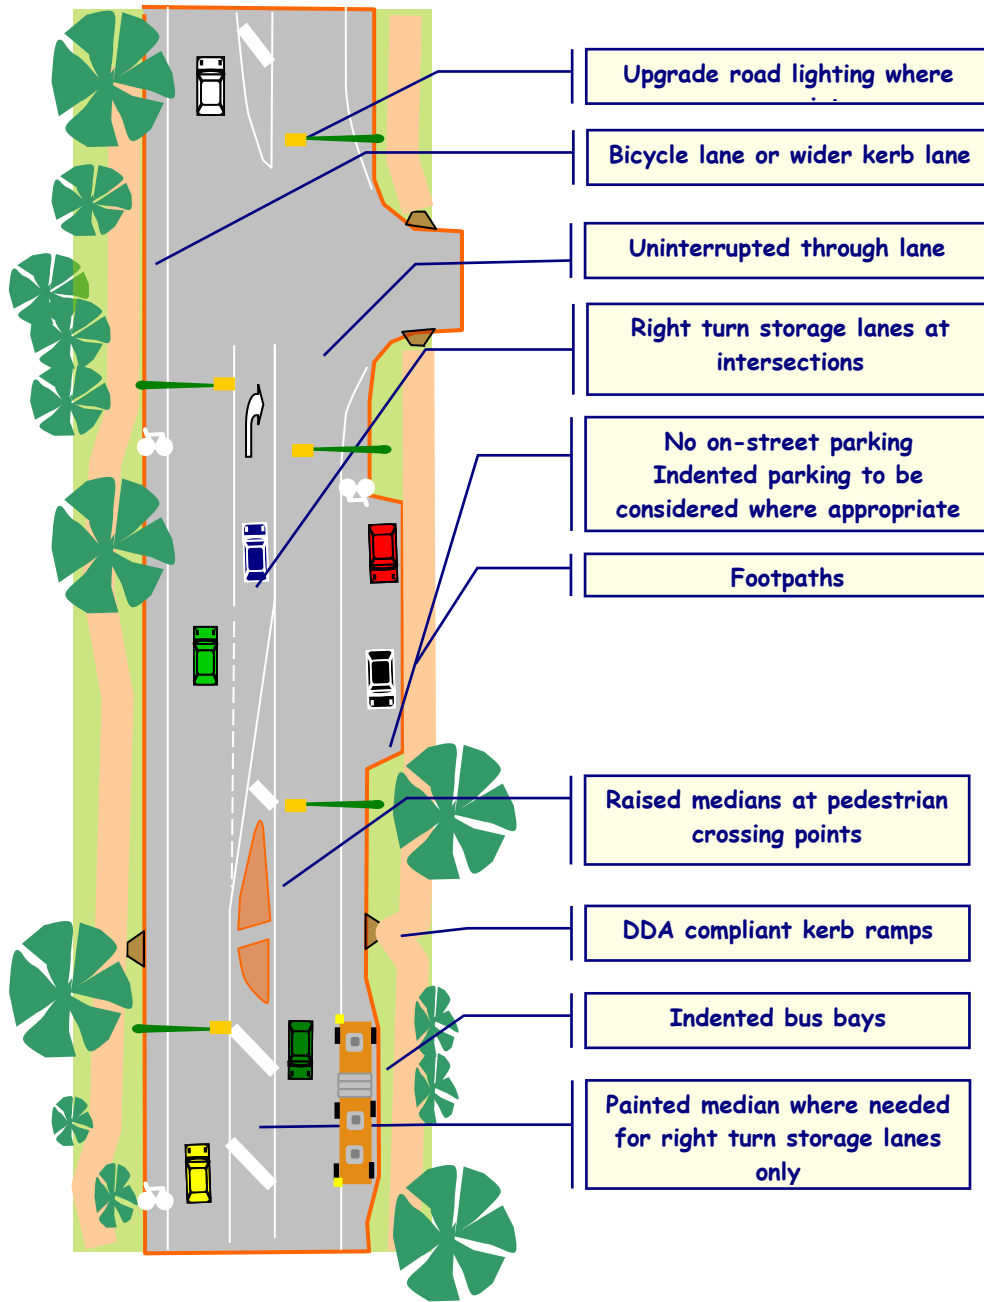 Upgrade road lighting where
Bicycle lane or wider kerb lane
Uninterrupted through lane
Right turn storage lanes at
intersections
No on-street parking
Indented parking to be
considered where appropriate
Footpaths
Raised medians at pedestrian
crossing points
DDA compliant kerb ramps
Indented bus bays
Painted median where needed
for right turn storage lanes
only